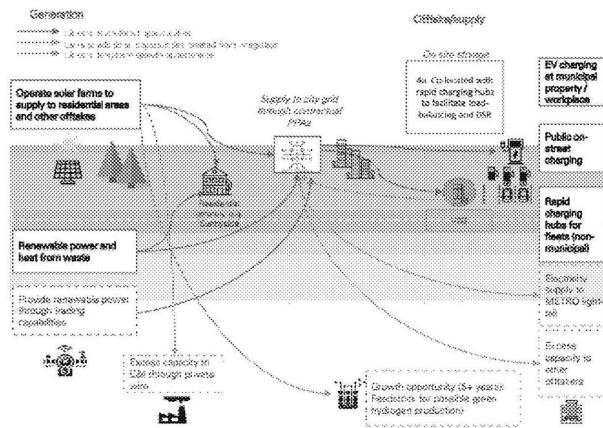 Generation
Offtake/supply
On-site storage
Operate solar farms to
supply to residential areas
and other offtakes
Supply to city grid
through contractual
PPAs
4x Co-located with
rapid charging hubs
to facilitate load-
balancing and DSR
EV charging
at municipal
property /
workplace
Public on-
street
charging
Residential
Rapid
charging
hubs for
fleets (non-
municipal)
Renewable power and
heat from waste
Electricity
supply to
METRO light
rail
Provide renewable power
through trading
capabilities
Excess capacity to
C&I through private
wire
Growth opportunity (5+ years):
Feedstock for possible green
hydrogen production)
Excess
capacity to
other
offtakers